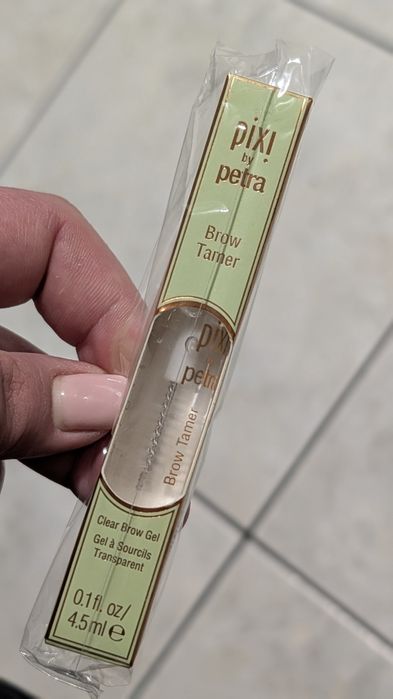 pixi
by
petra
Brow
Tamer
pixi
petra
Brow Tamer
Clear Brow Gel
Gel à Sourcils
Transparent
0.1fl. oz/
4.5ml e